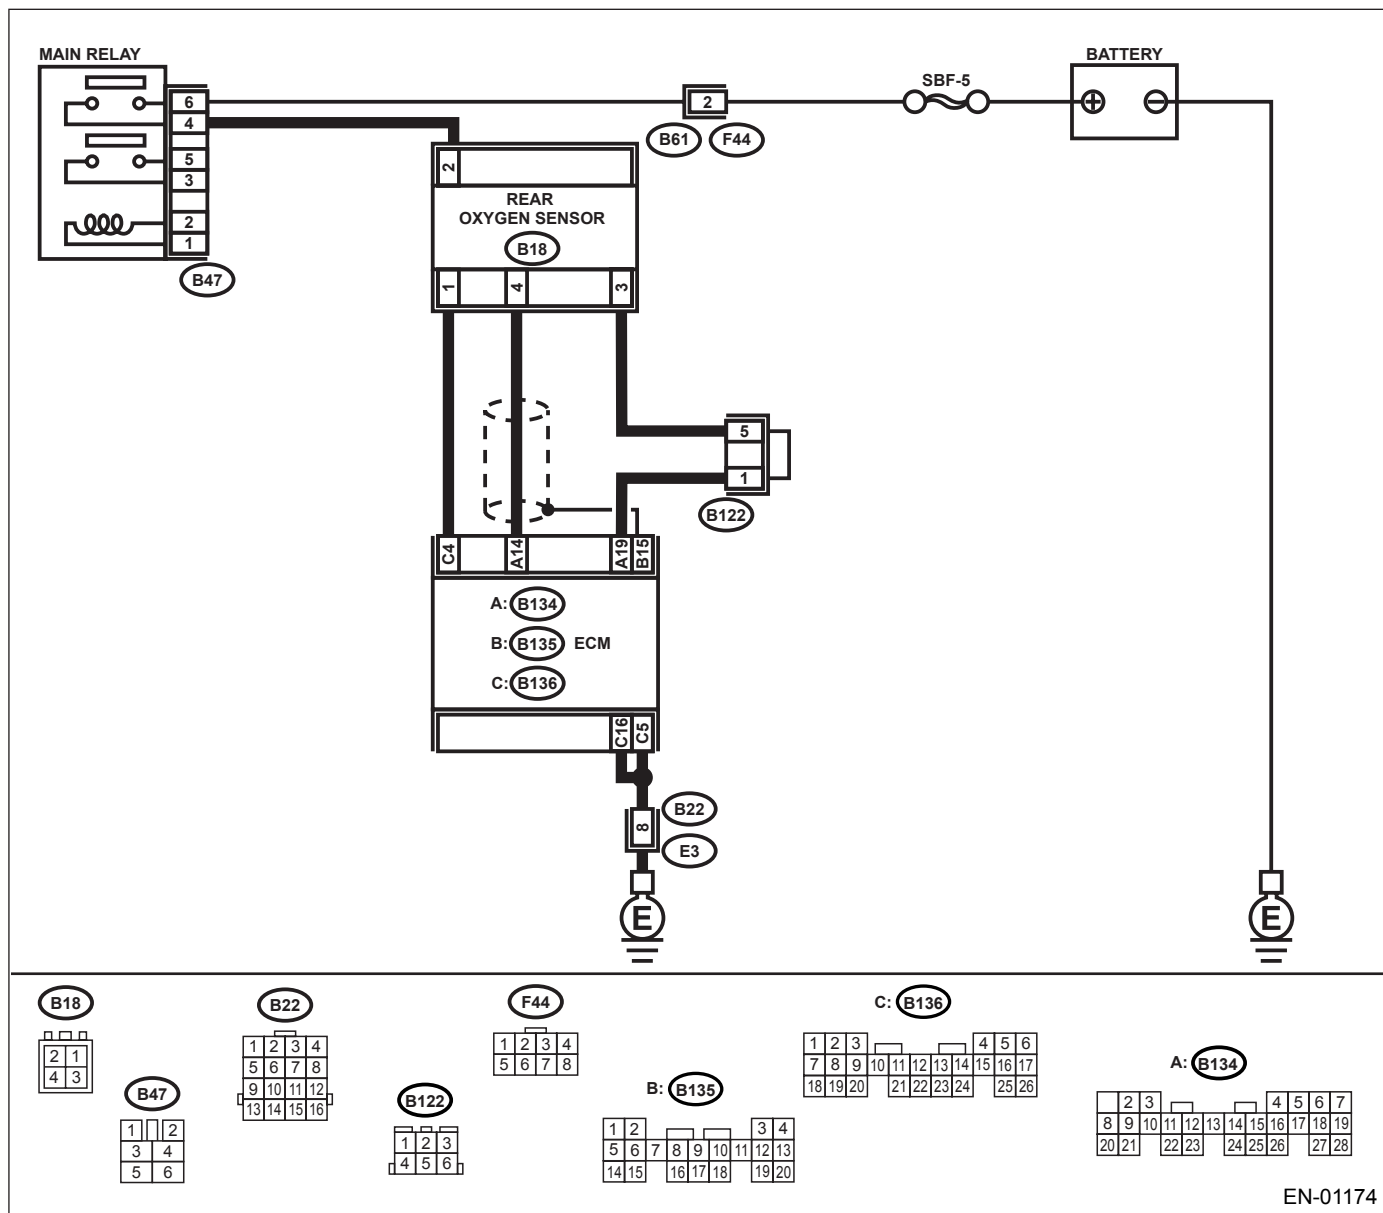 MAIN RELAY
BATTERY
SBF-5
6
4
5
3
2
1
B47
2
B61 F44
2
REAR
OXYGEN SENSOR
B18
1 4 3
5
1
B122
C4 A14 A19 B15
A: B134
B: B135 ECM
C: B136
C16 C5
8
B22
E3
E
E
B18
2 1
4 3
B47
1 2
3 4
5 6
B22
1 2 3 4
5 6 7 8
9 10 11 12
13 14 15 16
B122
1 2 3
4 5 6
F44
1 2 3 4
5 6 7 8
B: B135
1 2 3 4
5 6 7 8 9 10 11 12 13
14 15 16 17 18 19 20
C: B136
1 2 3 4 5 6
7 8 9 10 11 12 13 14 15 16 17
18 19 20 21 22 23 24 25 26
A: B134
2 3 4 5 6 7
8 9 10 11 12 13 14 15 16 17 18 19
20 21 22 23 24 25 26 27 28
EN-01174